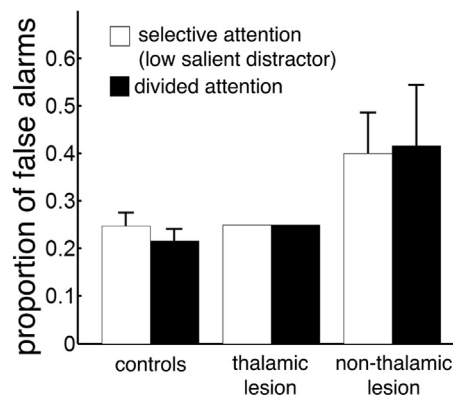 selective attention
(low salient distractor)
divided attention
proportion of false alarms
0.6
0.5
0.4
0.3
0.2
0.1
0
controls
thalamic
lesion
non-thalamic
lesion